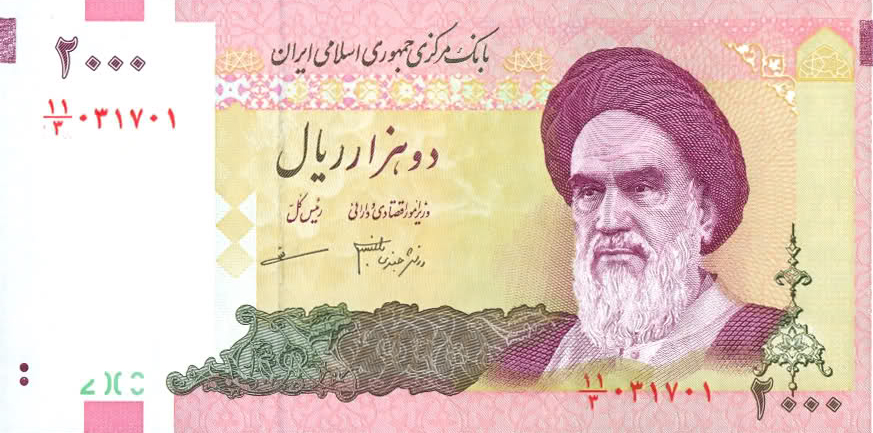 ۲۰۰۰
بانک مرکزی جمهوری اسلامی ایران
۱۱/۳ ۰۳۱۷۰۱
دو هزار ریال
وزیر امور اقتصادی و دارائی
رئیس کل
۱۱/۳ ۰۳۱۷۰۱
۲۰۰۰